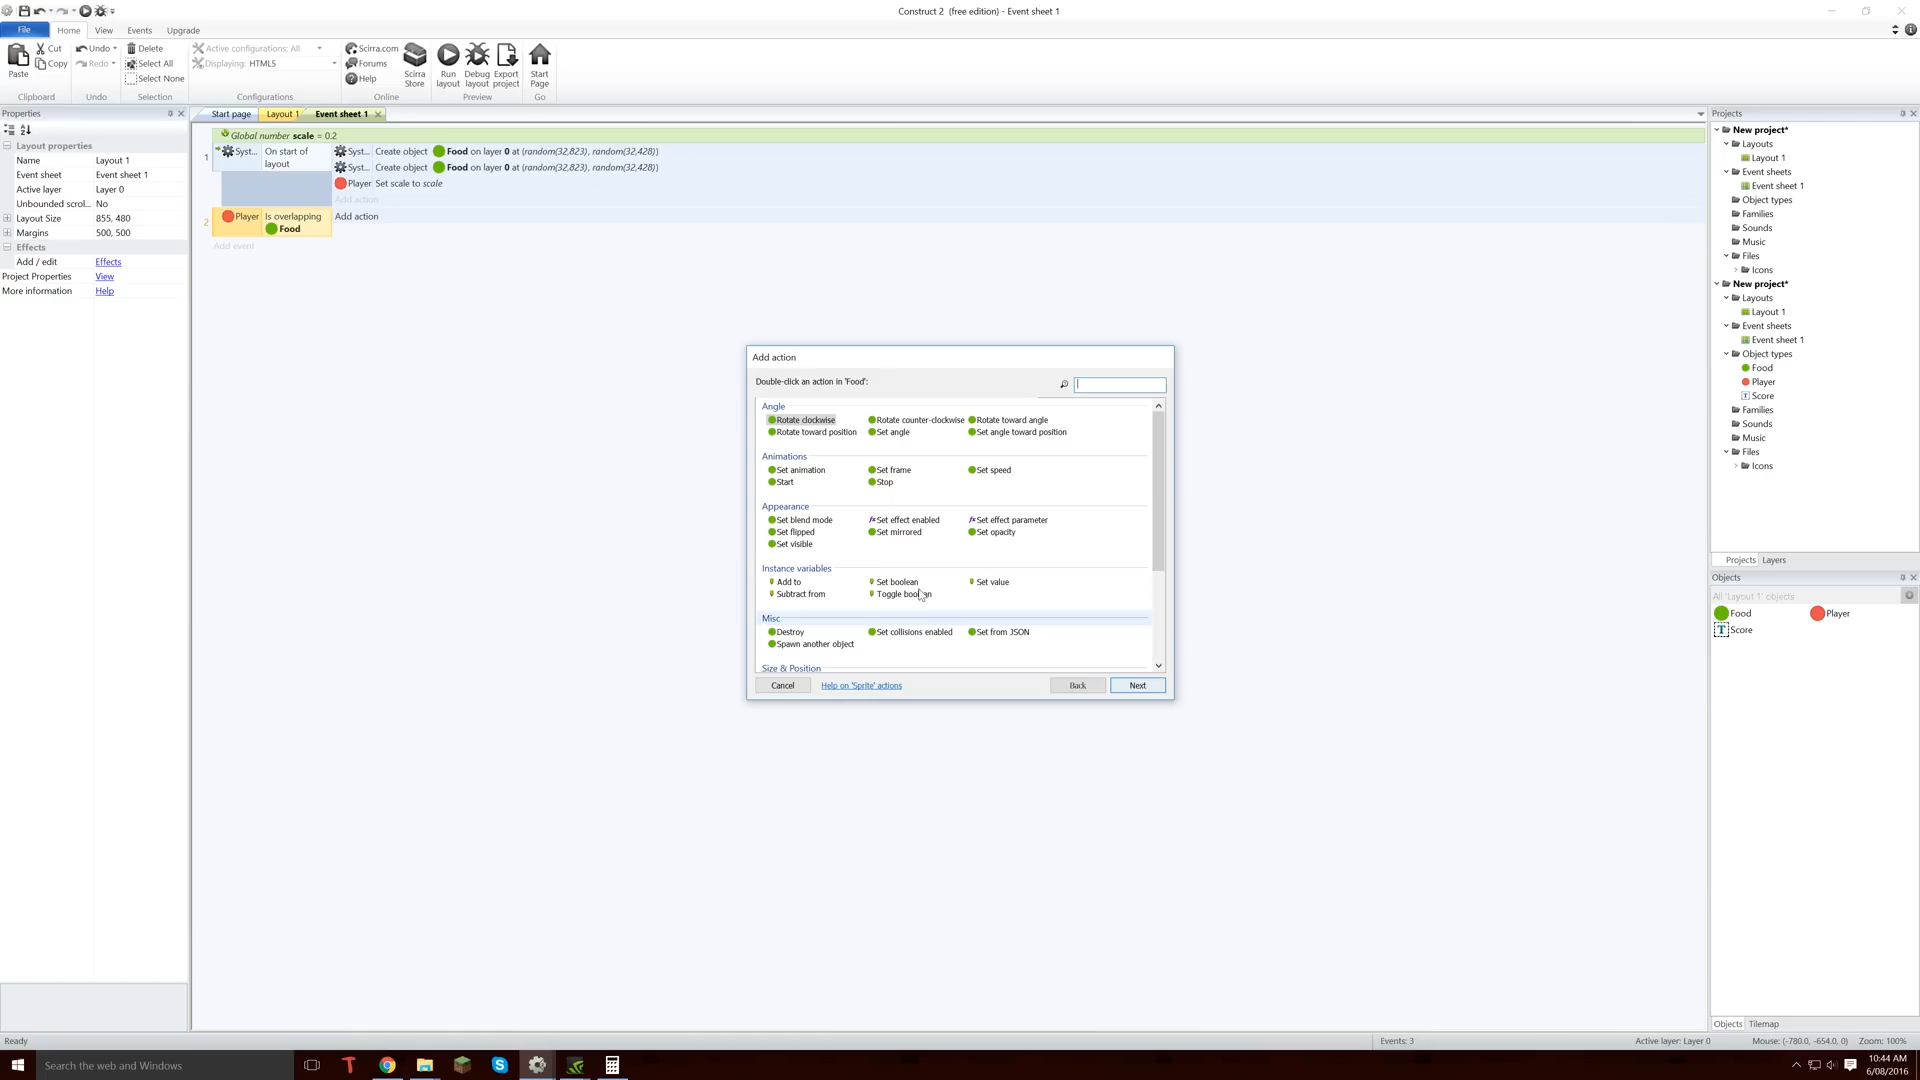 Construct 2 (free edition) - Event sheet 1
File Home View Events Upgrade
Paste Cut Copy Clipboard
Undo Redo Undo
Delete Select All Select None Selection
Active configurations: All
Displaying: HTML5
Configurations
Scirra.com Forums Help Scirra Store Online
Run layout Debug layout Export project Preview
Start Page Go
Properties
Start page Layout 1 Event sheet 1
Layout properties
Name Layout 1
Event sheet Event sheet 1
Active layer Layer 0
Unbounded scrol... No
Layout Size 855, 480
Margins 500, 500
Effects
Add / edit Effects
Project Properties View
More information Help
Global number scale = 0.2
1 Syst... On start of layout
Syst... Create object Food on layer 0 at (random(32,823), random(32,428))
Syst... Create object Food on layer 0 at (random(32,823), random(32,428))
Player Set scale to scale
Add action
2 Player Is overlapping Food Add action
Add event
Add action
Double-click an action in 'Food':
Angle
Rotate clockwise Rotate counter-clockwise Rotate toward angle
Rotate toward position Set angle Set angle toward position
Animations
Set animation Set frame Set speed
Start Stop
Appearance
Set blend mode Set effect enabled Set effect parameter
Set flipped Set mirrored Set opacity
Set visible
Instance variables
Add to Set boolean Set value
Subtract from Toggle boolean
Misc
Destroy Set collisions enabled Set from JSON
Spawn another object
Size & Position
Cancel Help on 'Sprite' actions Back Next
Projects
New project*
Layouts
Layout 1
Event sheets
Event sheet 1
Object types
Families
Sounds
Music
Files
Icons
New project*
Layouts
Layout 1
Event sheets
Event sheet 1
Object types
Food
Player
Score
Families
Sounds
Music
Files
Icons
Projects Layers
Objects
All 'Layout 1' objects
Food Player
T Score
Objects Tilemap
Ready Events: 3 Active layer: Layer 0 Mouse: (-780.0, -654.0, 0) Zoom: 100%
Search the web and Windows
10:44 AM
6/08/2016